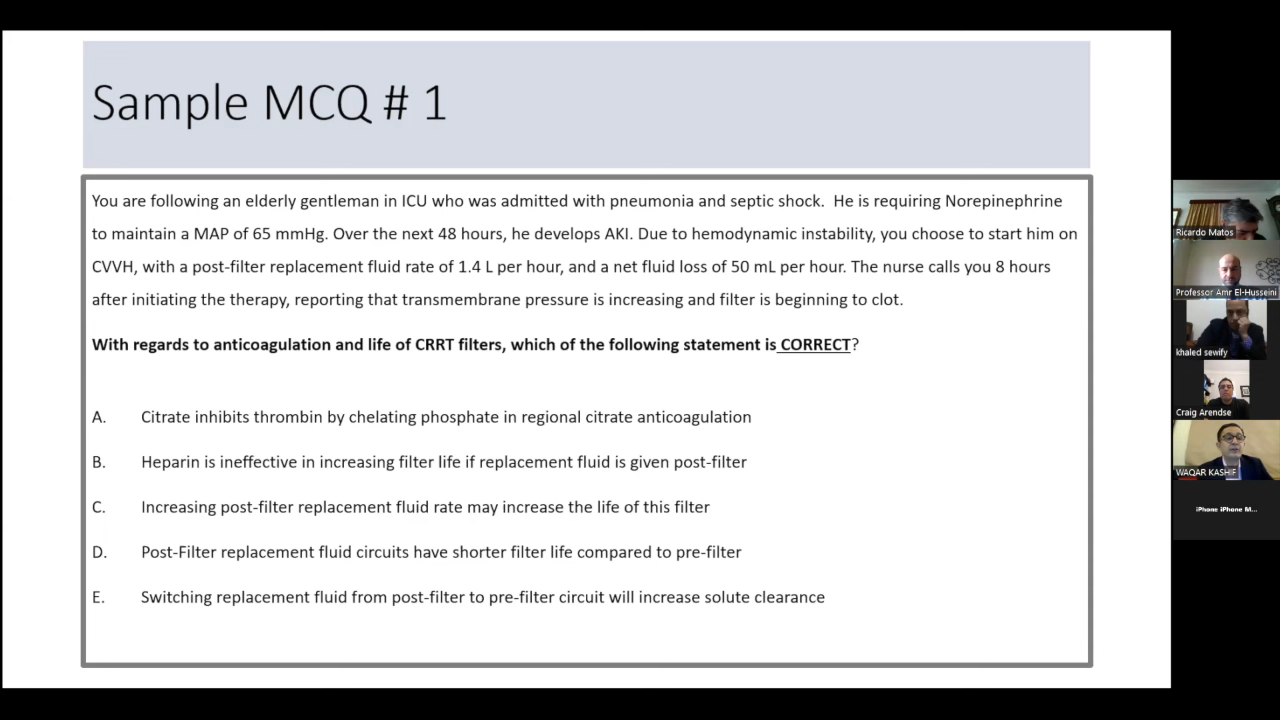 Sample MCQ # 1
You are following an elderly gentleman in ICU who was admitted with pneumonia and septic shock. He is requiring Norepinephrine
to maintain a MAP of 65 mmHg. Over the next 48 hours, he develops AKI. Due to hemodynamic instability, you choose to start him on
CVVH, with a post-filter replacement fluid rate of 1.4 L per hour, and a net fluid loss of 50 mL per hour. The nurse calls you 8 hours
after initiating the therapy, reporting that transmembrane pressure is increasing and filter is beginning to clot.
With regards to anticoagulation and life of CRRT filters, which of the following statement is CORRECT?
A. Citrate inhibits thrombin by chelating phosphate in regional citrate anticoagulation
B. Heparin is ineffective in increasing filter life if replacement fluid is given post-filter
C. Increasing post-filter replacement fluid rate may increase the life of this filter
D. Post-Filter replacement fluid circuits have shorter filter life compared to pre-filter
E. Switching replacement fluid from post-filter to pre-filter circuit will increase solute clearance
Ricardo Matos
Professor Amr El-Husseini
khaled sewify
Craig Arendse
WAQAR KASHIF
iPhone iPhone M...